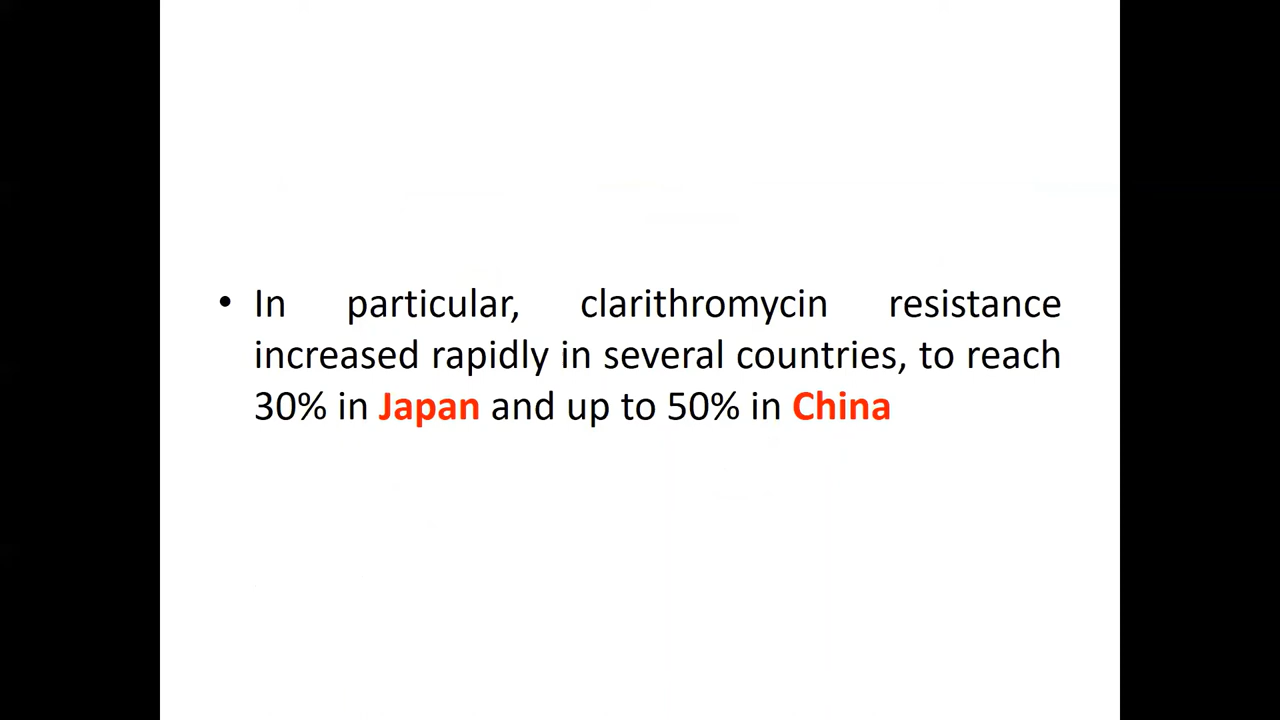 • In particular, clarithromycin resistance
increased rapidly in several countries, to reach
30% in Japan and up to 50% in China